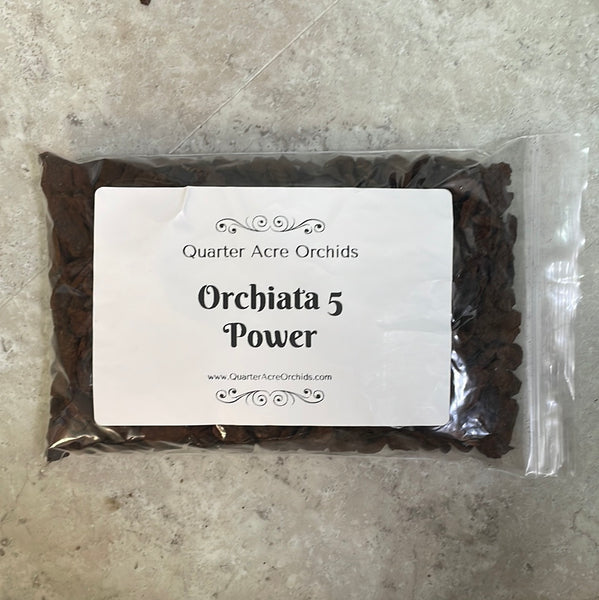 Quarter Acre Orchids
Orchiata 5
Power
www.QuarterAcreOrchids.com